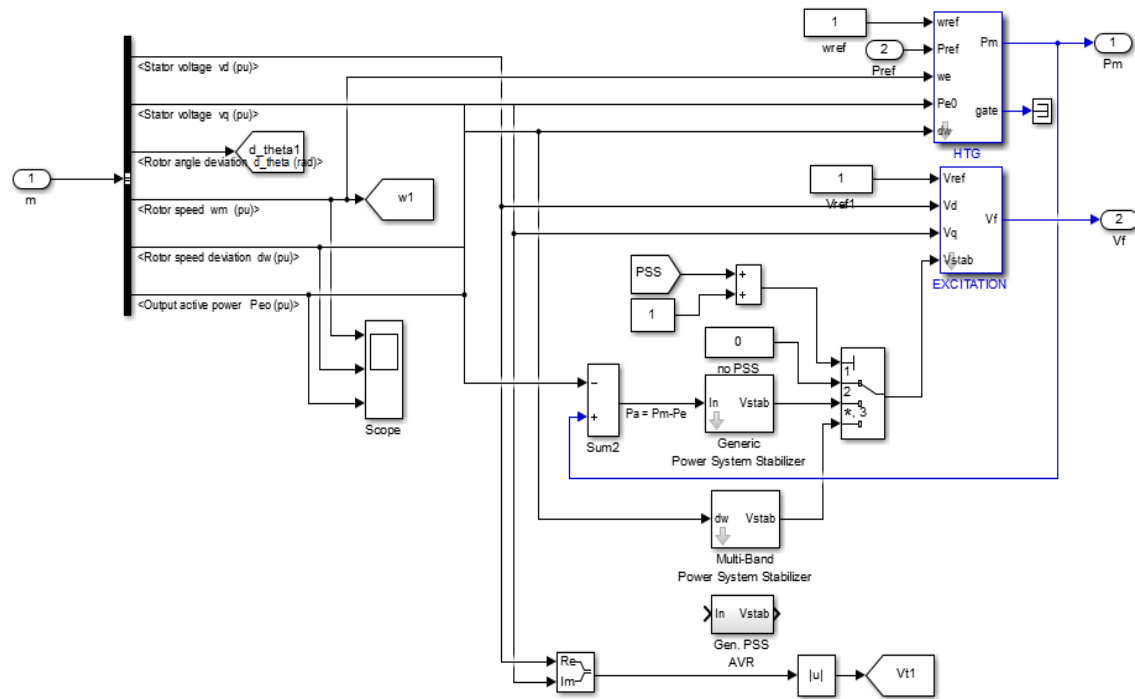 1
wref
2
Pref
wref
Pref
we
Pe0
dw
Pm
gate
HTG
1
Pm
<Stator voltage vd (pu)>
<Stator voltage vq (pu)>
d_theta1
<Rotor angle deviation d_theta (rad)>
1
m
w1
<Rotor speed wm (pu)>
<Rotor speed deviation dw (pu)>
<Output active power Peo (pu)>
1
Vref1
Vref
Vd
Vq
Vstab
Vf
EXCITATION
2
Vf
PSS
+
+
1
0
no PSS
1
2
*, 3
Scope
−
+
Sum2
Pa = Pm-Pe
In
Vstab
Generic
Power System Stabilizer
dw
Vstab
Multi-Band
Power System Stabilizer
In
Vstab
Gen. PSS
AVR
Re
Im
|u|
Vt1